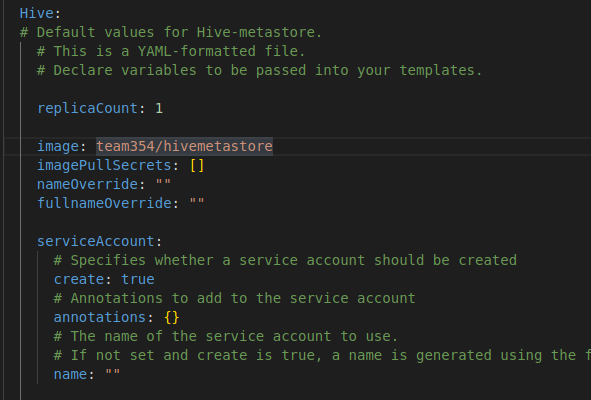 Hive:
# Default values for Hive-metastore.
# This is a YAML-formatted file.
# Declare variables to be passed into your templates.
replicaCount: 1
image: team354/hivemetastore
imagePullSecrets: []
nameOverride: ""
fullnameOverride: ""
serviceAccount:
# Specifies whether a service account should be created
create: true
# Annotations to add to the service account
annotations: {}
# The name of the service account to use.
# If not set and create is true, a name is generated using the
name: ""